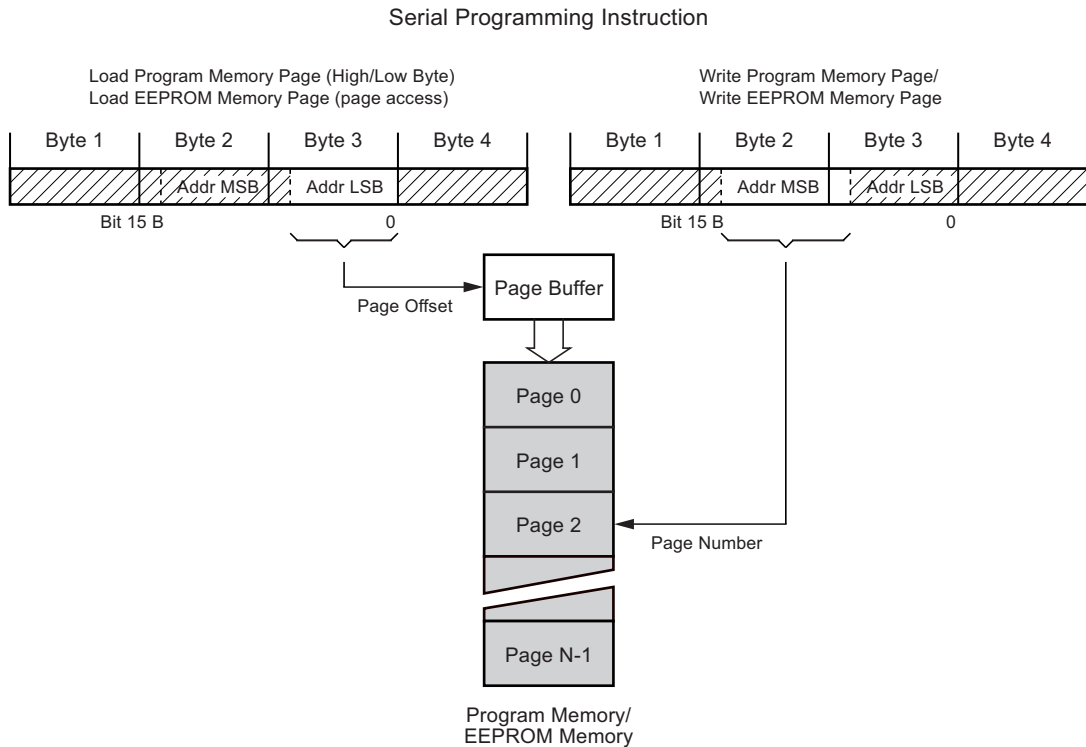 Serial Programming Instruction
Load Program Memory Page (High/Low Byte)
Load EEPROM Memory Page (page access)
Write Program Memory Page/
Write EEPROM Memory Page
Byte 1 Byte 2 Byte 3 Byte 4 Byte 1 Byte 2 Byte 3 Byte 4
Addr MSB Addr LSB Addr MSB Addr LSB
Bit 15 B 0 Bit 15 B 0
Page Buffer
Page Offset
Page 0
Page 1
Page 2
Page Number
Page N-1
Program Memory/
EEPROM Memory